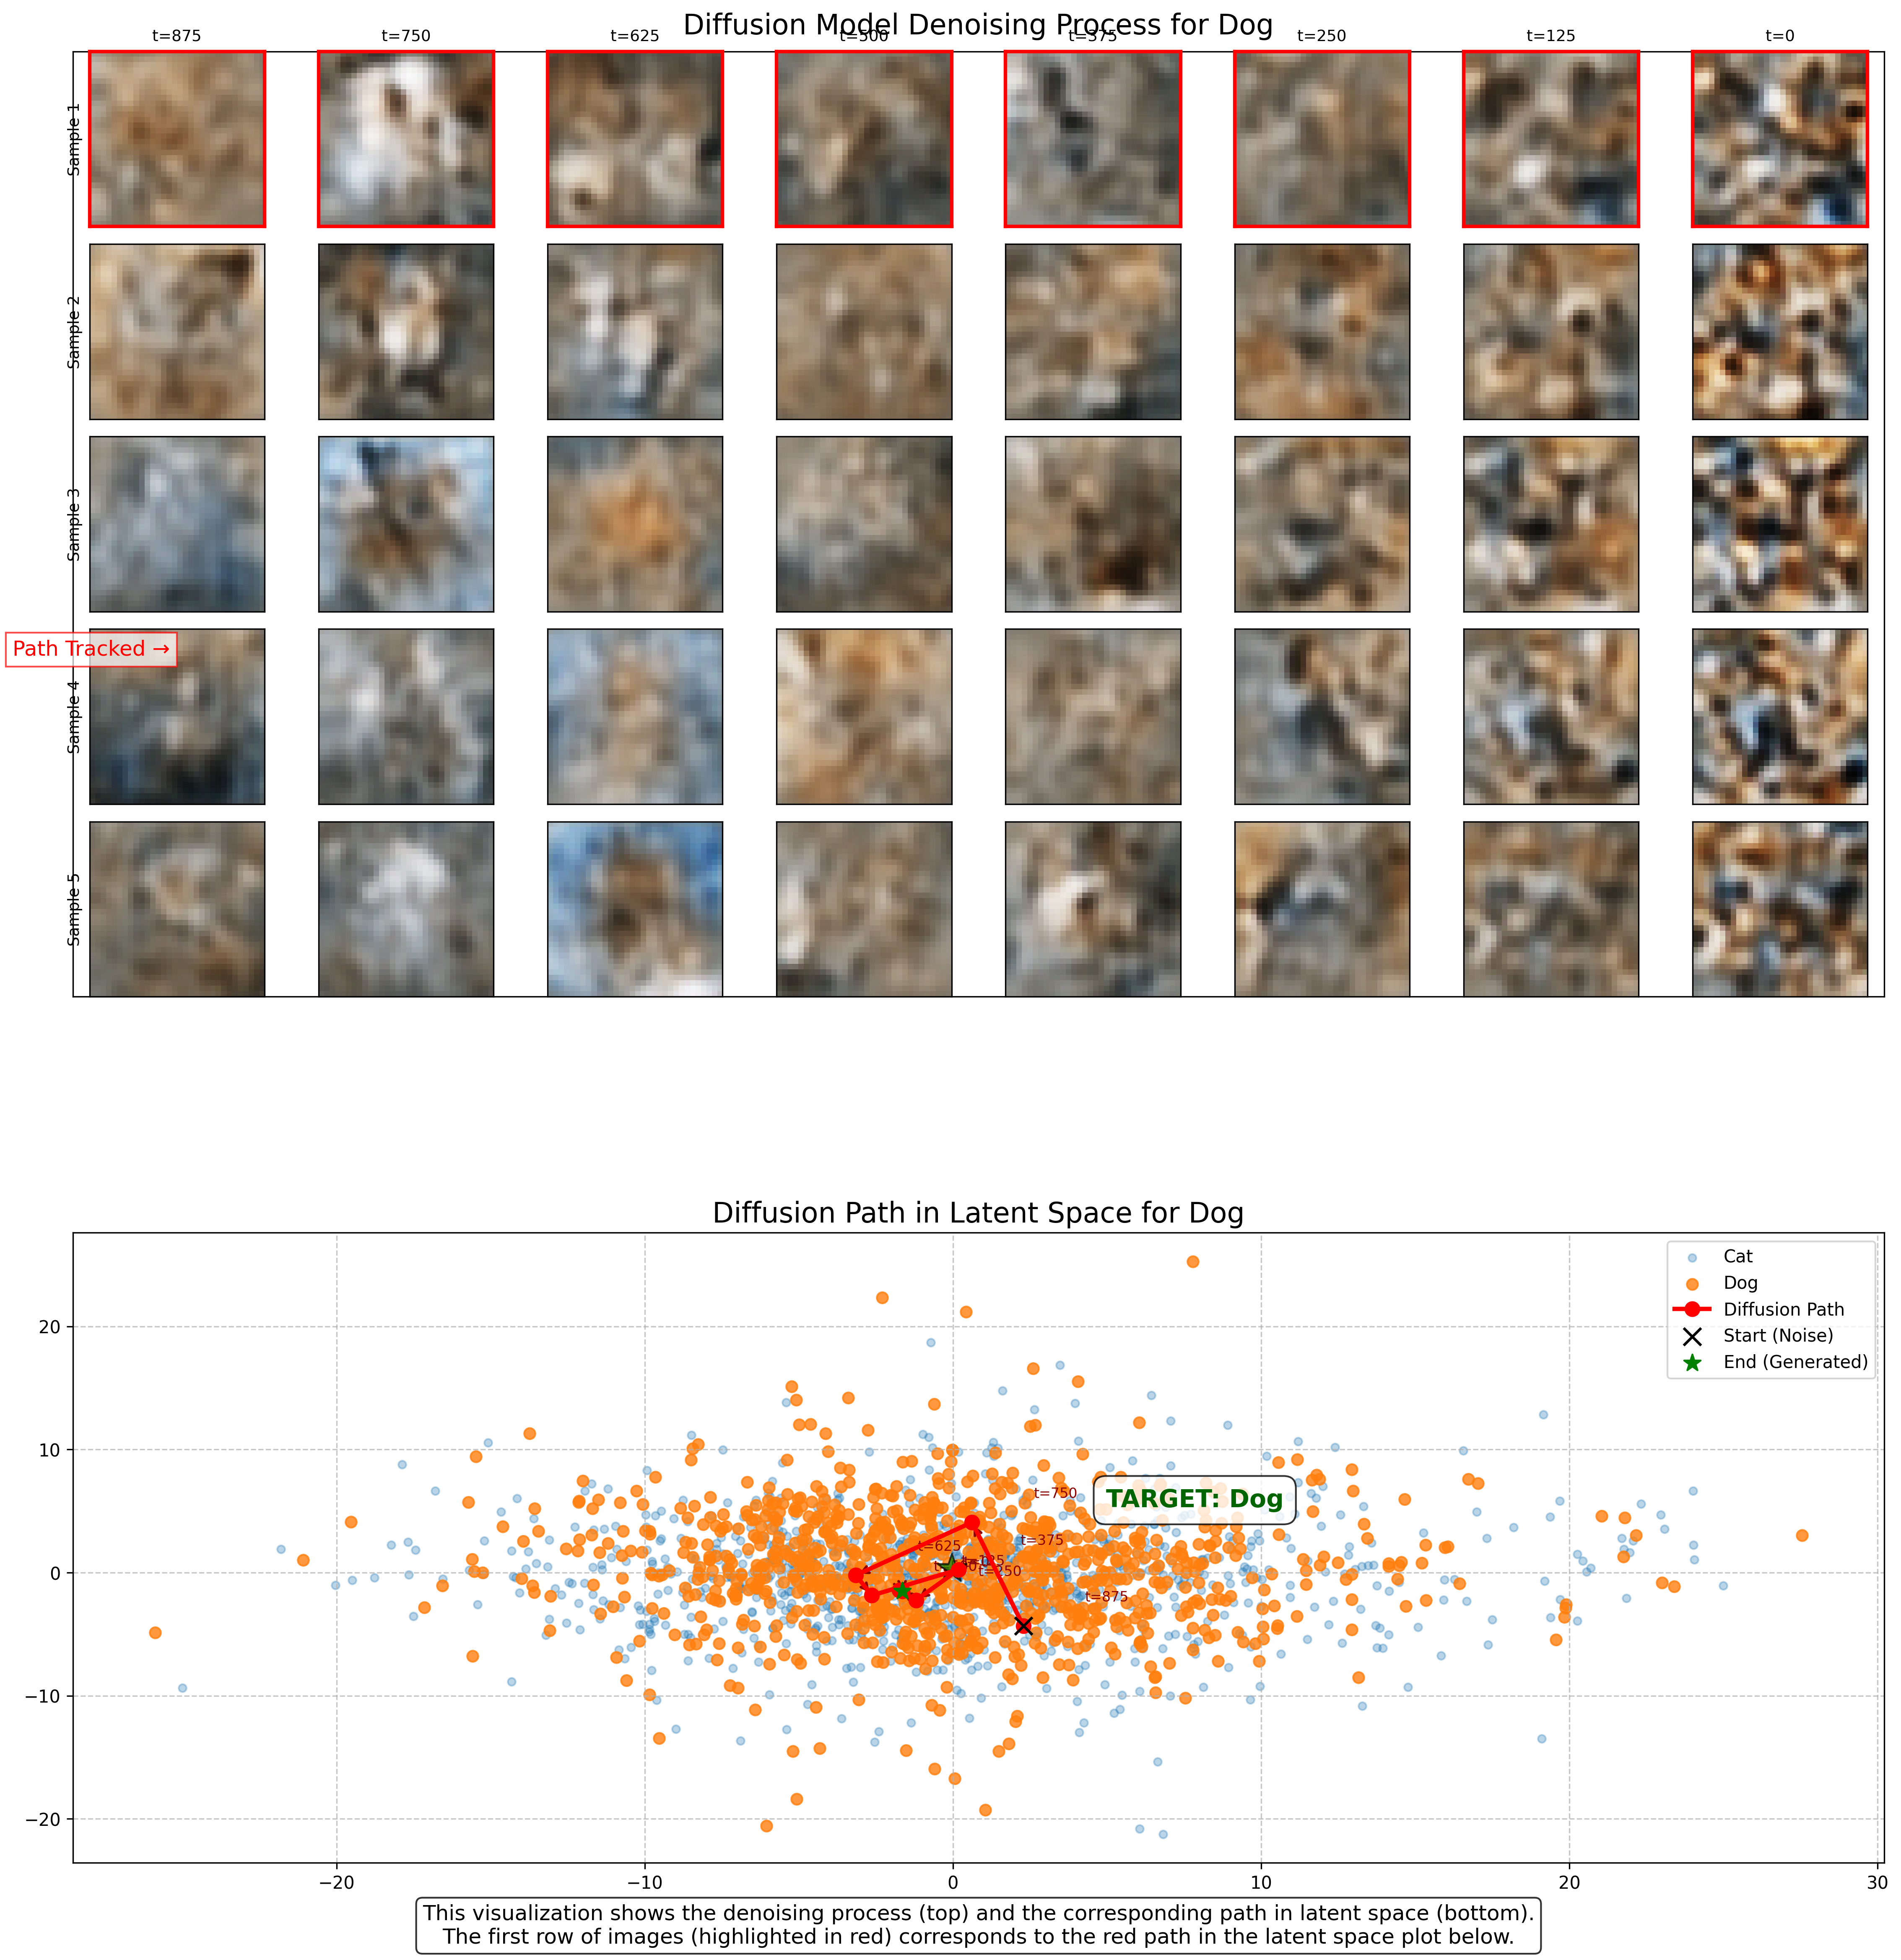 Diffusion Model Denoising Process for Dog
t=875
t=750
t=625
t=500
t=375
t=250
t=125
t=0
Sample 1
Sample 2
Sample 3
Path Tracked →
Sample 4
Sample 5
Diffusion Path in Latent Space for Dog
Cat
Dog
Diffusion Path
Start (Noise)
End (Generated)
TARGET: Dog
t=750
t=375
t=625
t=125
t=250
t=875
20
10
0
−10
−20
−20
−10
0
10
20
30
This visualization shows the denoising process (top) and the corresponding path in latent space (bottom).
The first row of images (highlighted in red) corresponds to the red path in the latent space plot below.